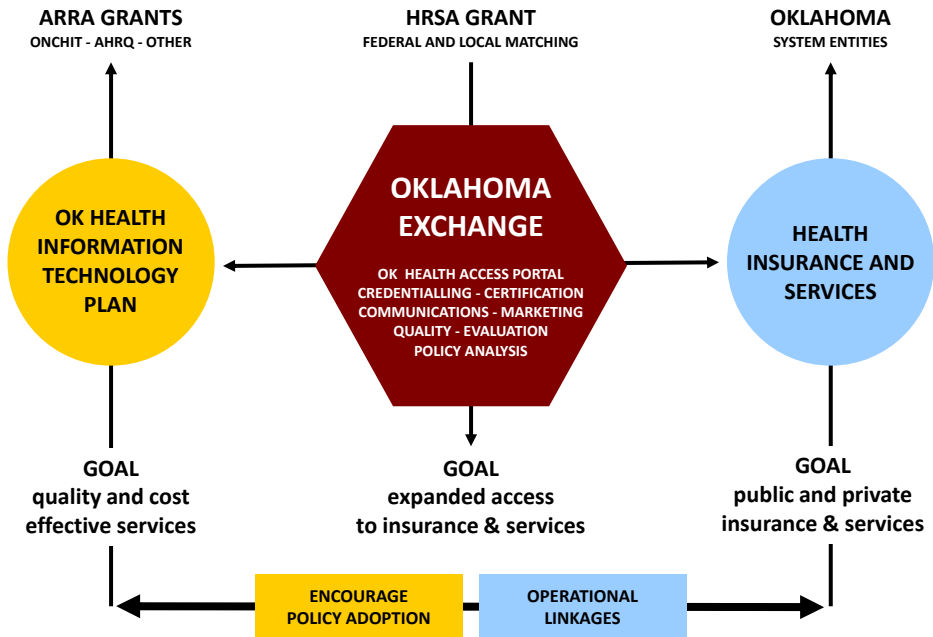 ARRA GRANTS
ONCHIT - AHRQ - OTHER
HRSA GRANT
FEDERAL AND LOCAL MATCHING
OKLAHOMA
SYSTEM ENTITIES
OK HEALTH
INFORMATION
TECHNOLOGY
PLAN
OKLAHOMA
EXCHANGE
OK HEALTH ACCESS PORTAL
CREDENTIALLING - CERTIFICATION
COMMUNICATIONS - MARKETING
QUALITY - EVALUATION
POLICY ANALYSIS
HEALTH
INSURANCE AND
SERVICES
GOAL
quality and cost
effective services
GOAL
expanded access
to insurance & services
GOAL
public and private
insurance & services
ENCOURAGE
POLICY ADOPTION
OPERATIONAL
LINKAGES